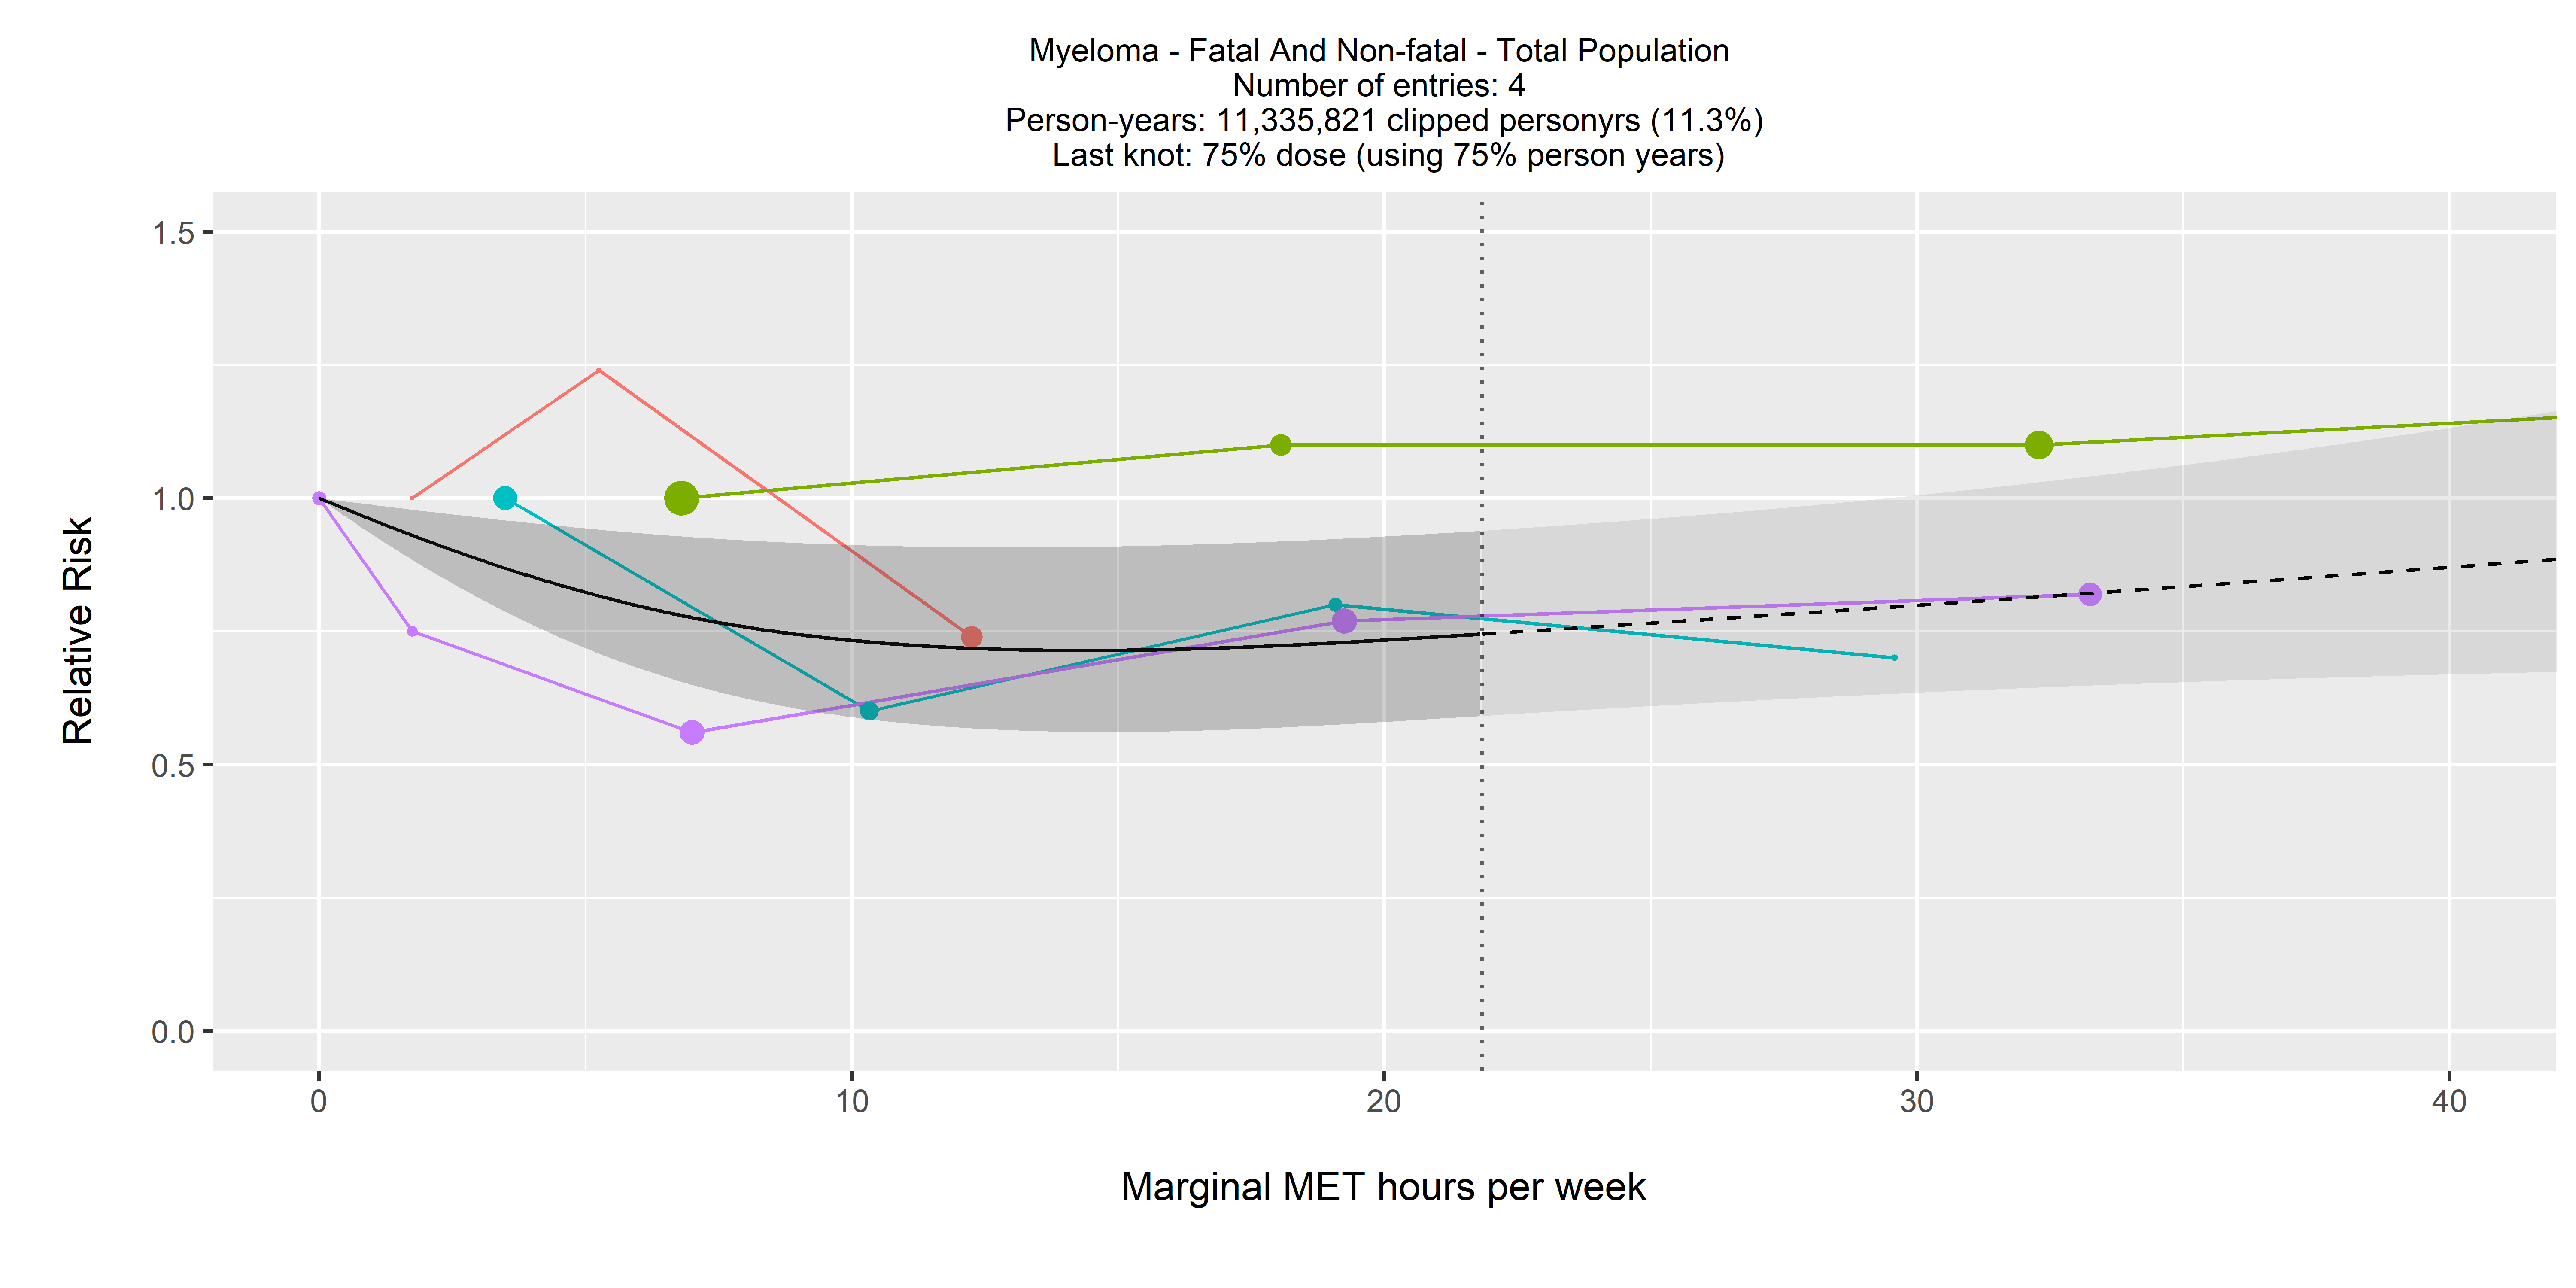 Myeloma - Fatal And Non-fatal - Total Population
Number of entries: 4
Person-years: 11,335,821 clipped personyrs (11.3%)
Last knot: 75% dose (using 75% person years)
1.5
1.0
0.5
0.0
Relative Risk
0 10 20 30 40
Marginal MET hours per week